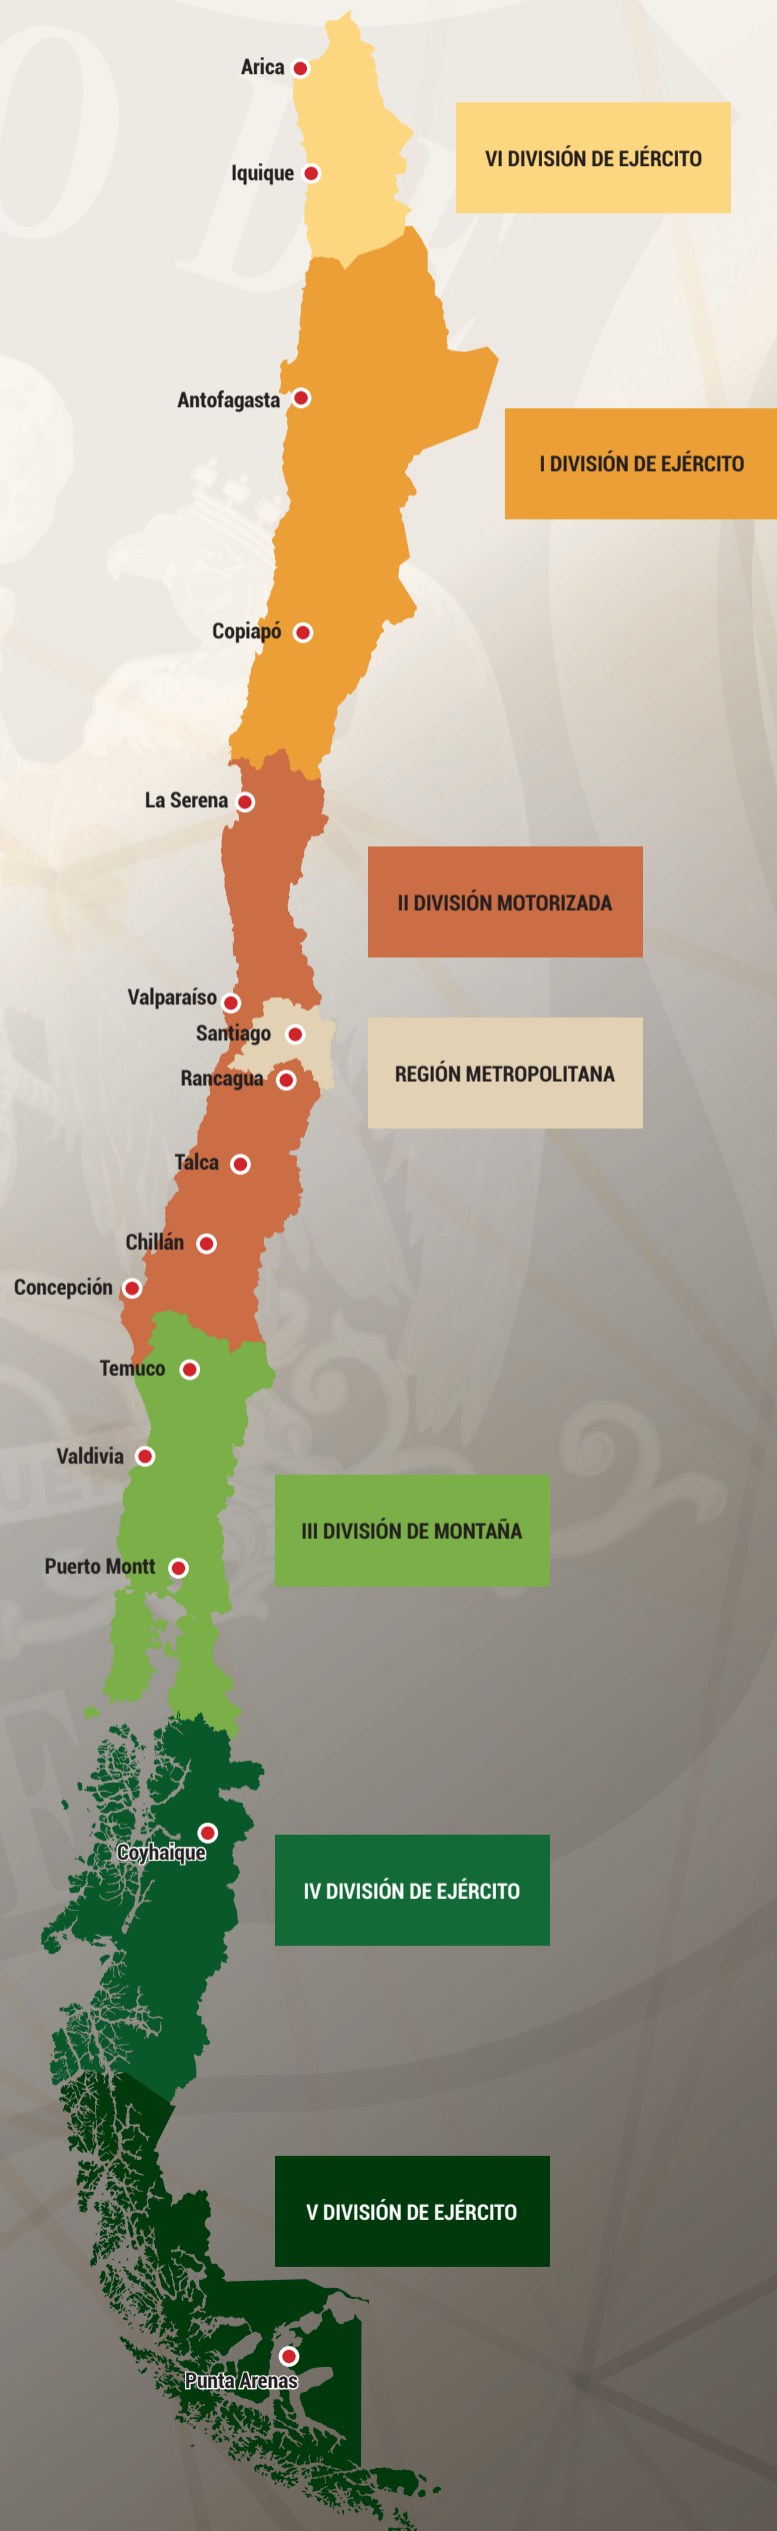 Arica
VI DIVISIÓN DE EJÉRCITO
Iquique
Antofagasta
I DIVISIÓN DE EJÉRCITO
Copiapó
La Serena
II DIVISIÓN MOTORIZADA
Valparaíso
Santiago
REGIÓN METROPOLITANA
Rancagua
Talca
Chillán
Concepción
Temuco
Valdivia
III DIVISIÓN DE MONTAÑA
Puerto Montt
Coyhaique
IV DIVISIÓN DE EJÉRCITO
V DIVISIÓN DE EJÉRCITO
Punta Arenas